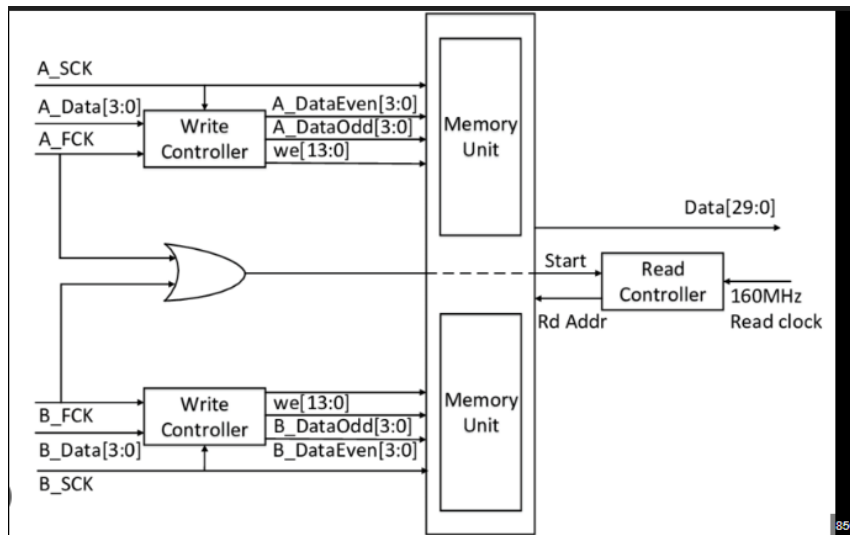 A_SCK
A_Data[3:0]
A_FCK
Write
Controller
A_DataEven[3:0]
A_DataOdd[3:0]
we[13:0]
Memory
Unit
Data[29:0]
Start
Read
Controller
Rd Addr
160MHz
Read clock
B_FCK
B_Data[3:0]
B_SCK
Write
Controller
we[13:0]
B_DataOdd[3:0]
B_DataEven[3:0]
Memory
Unit
85